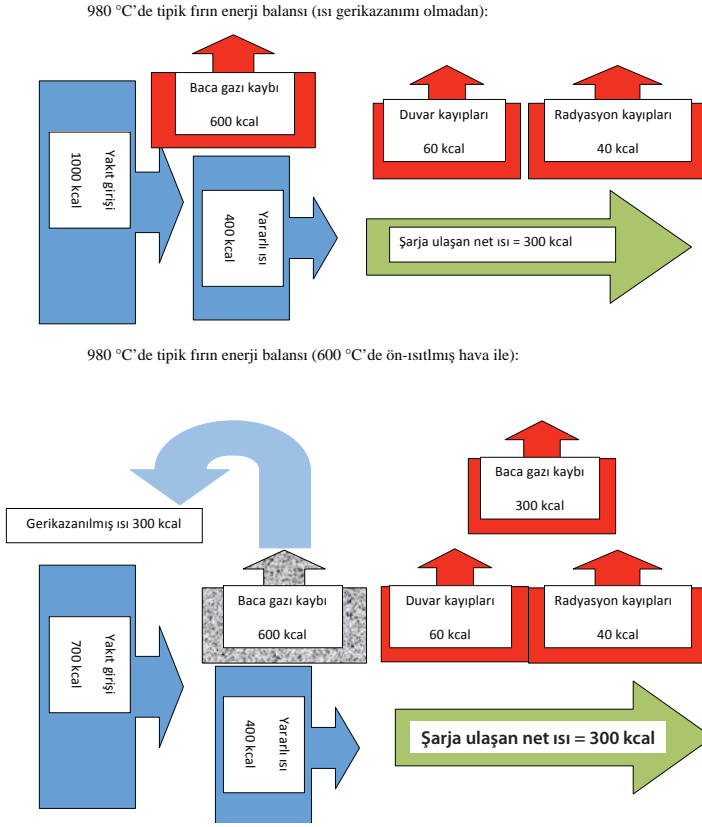 980 °C'de tipik fırın enerji balansı (ısı gerikazanımı olmadan):
Baca gazı kaybı
600 kcal
Duvar kayıpları
60 kcal
Radyasyon kayıpları
40 kcal
Yakıt girişi
1000 kcal
Yararlı ısı
400 kcal
Şarja ulaşan net ısı = 300 kcal
980 °C'de tipik fırın enerji balansı (600 °C'de ön-ısıtlmış hava ile):
Baca gazı kaybı
300 kcal
Gerikazanılmış ısı 300 kcal
Baca gazı kaybı
600 kcal
Duvar kayıpları
60 kcal
Radyasyon kayıpları
40 kcal
Yakıt girişi
700 kcal
Yararlı ısı
400 kcal
Şarja ulaşan net ısı = 300 kcal